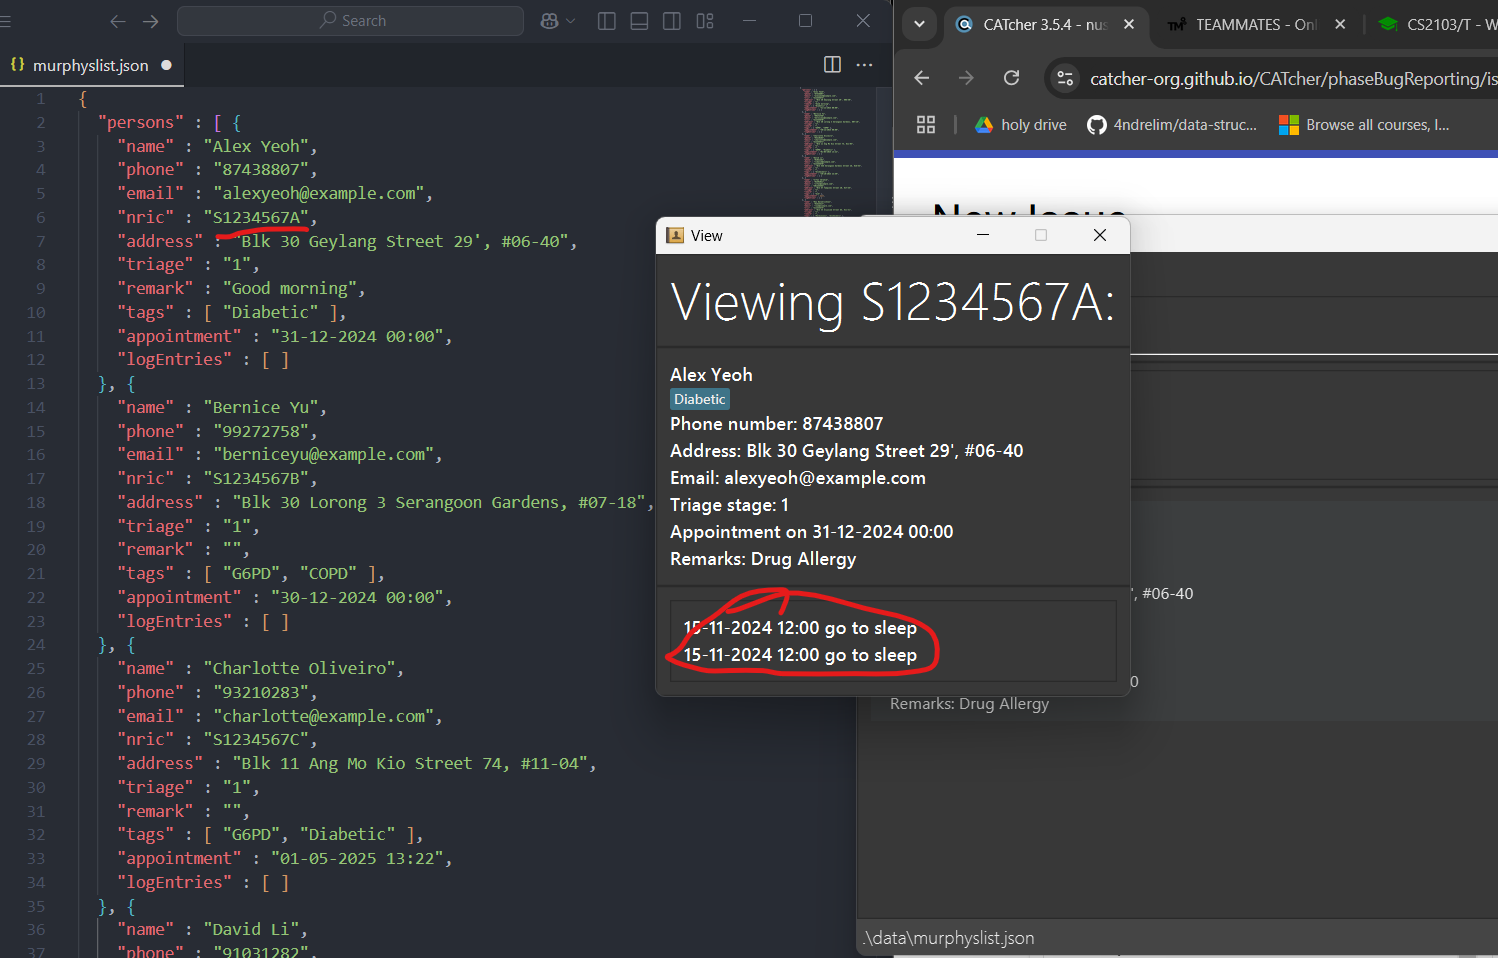 Search
{} murphyslist.json
1 {
2 "persons" : [ {
3 "name" : "Alex Yeoh",
4 "phone" : "87438807",
5 "email" : "alexyeoh@example.com",
6 "nric" : "S1234567A",
7 "address" : "Blk 30 Geylang Street 29', #06-40",
8 "triage" : "1",
9 "remark" : "Good morning",
10 "tags" : [ "Diabetic" ],
11 "appointment" : "31-12-2024 00:00",
12 "logEntries" : [ ]
13 }, {
14 "name" : "Bernice Yu",
15 "phone" : "99272758",
16 "email" : "berniceyu@example.com",
17 "nric" : "S1234567B",
18 "address" : "Blk 30 Lorong 3 Serangoon Gardens, #07-18",
19 "triage" : "1",
20 "remark" : "",
21 "tags" : [ "G6PD", "COPD" ],
22 "appointment" : "30-12-2024 00:00",
23 "logEntries" : [ ]
24 }, {
25 "name" : "Charlotte Oliveiro",
26 "phone" : "93210283",
27 "email" : "charlotte@example.com",
28 "nric" : "S1234567C",
29 "address" : "Blk 11 Ang Mo Kio Street 74, #11-04",
30 "triage" : "1",
31 "remark" : "",
32 "tags" : [ "G6PD", "Diabetic" ],
33 "appointment" : "01-05-2025 13:22",
34 "logEntries" : [ ]
35 }, {
36 "name" : "David Li",
37 "phone" : "91031282",
CATcher 3.5.4 - nus
TEAMMATES - Onl
CS2103/T - W
catcher-org.github.io/CATcher/phaseBugReporting/is
holy drive
4ndrelim/data-struc...
Browse all courses, l...
New Issue
View
Viewing S1234567A:
Alex Yeoh
Diabetic
Phone number: 87438807
Address: Blk 30 Geylang Street 29', #06-40
Email: alexyeoh@example.com
Triage stage: 1
Appointment on 31-12-2024 00:00
Remarks: Drug Allergy
15-11-2024 12:00 go to sleep
15-11-2024 12:00 go to sleep
', #06-40
0
Remarks: Drug Allergy
.\data\murphyslist.json